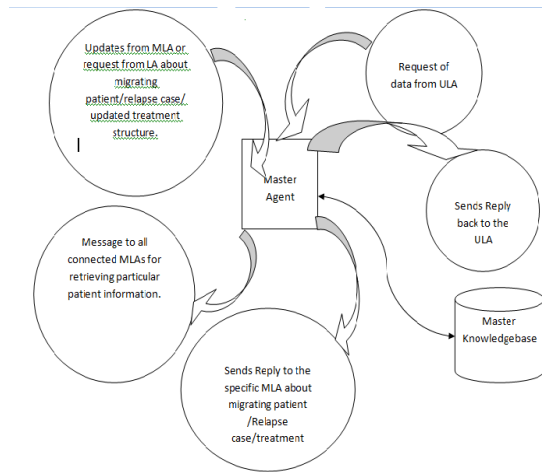 Updates from MLA or
request from LA about
migrating
patient/relapse case/
updated treatment
structure.
Request of
data from ULA
Master
Agent
Sends Reply
back to the
ULA
Message to all
connected MLAs for
retrieving particular
patient information.
Master
Knowledgebase
Sends Reply to the
specific MLA about
migrating patient
/Relapse
case/treatment